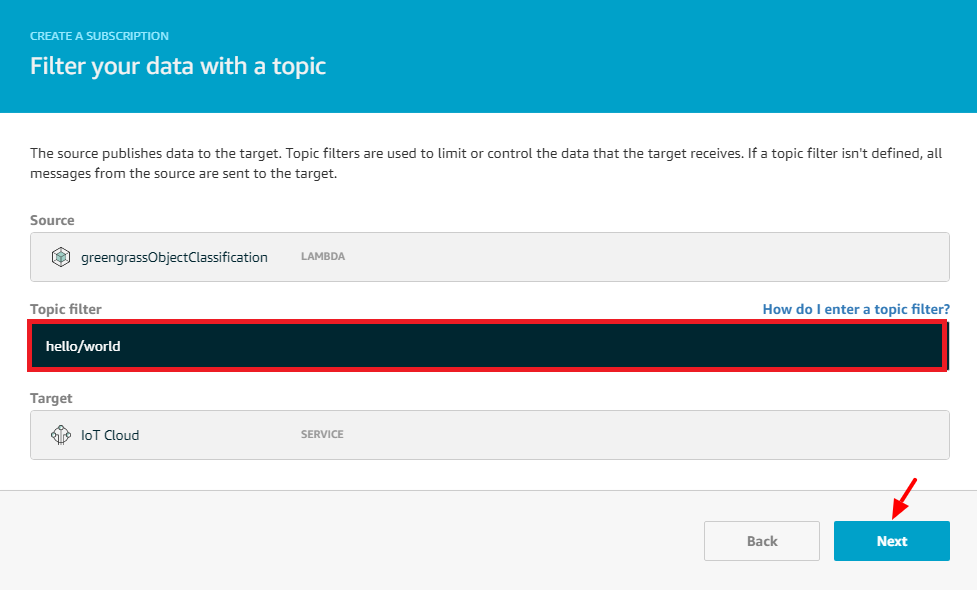 CREATE A SUBSCRIPTION
Filter your data with a topic
The source publishes data to the target. Topic filters are used to limit or control the data that the target receives. If a topic filter isn't defined, all
messages from the source are sent to the target.
Source
greengrassObjectClassification LAMBDA
Topic filter How do I enter a topic filter?
hello/world
Target
IoT Cloud SERVICE
Back Next